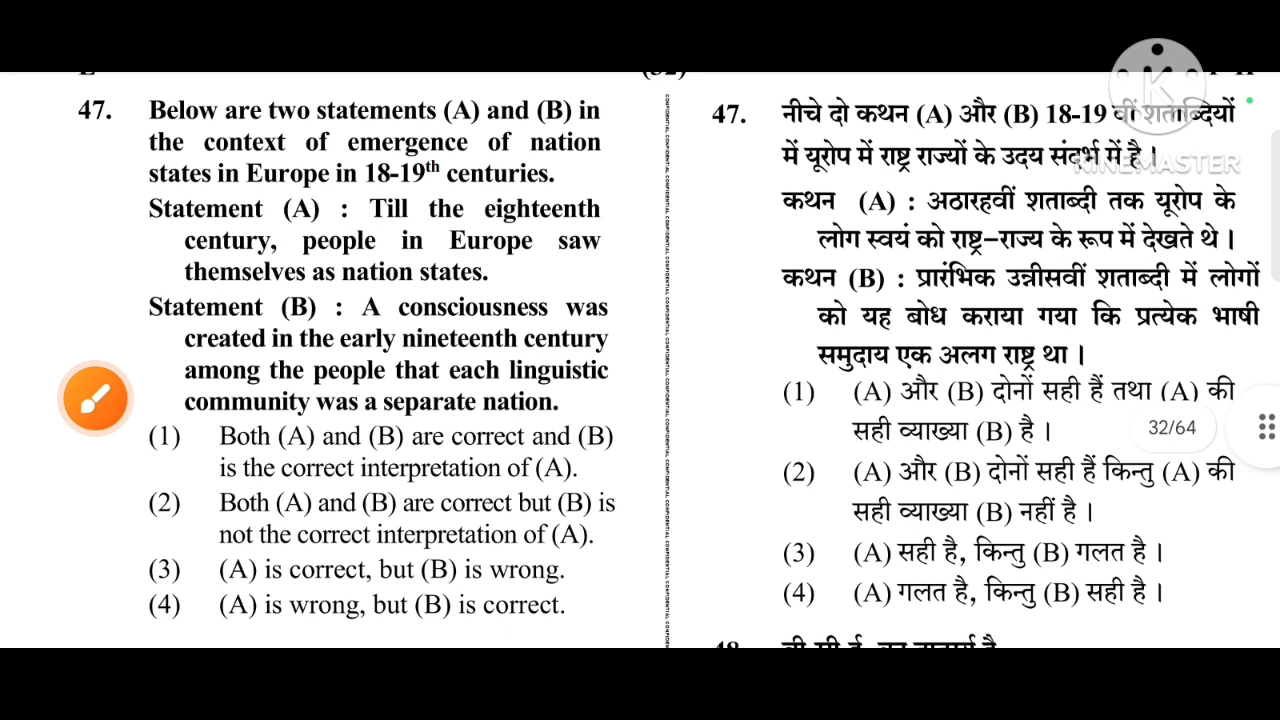 47. Below are two statements (A) and (B) in
the context of emergence of nation
states in Europe in 18-19th centuries.
Statement (A) : Till the eighteenth
century, people in Europe saw
themselves as nation states.
Statement (B) : A consciousness was
created in the early nineteenth century
among the people that each linguistic
community was a separate nation.
(1) Both (A) and (B) are correct and (B)
is the correct interpretation of (A).
(2) Both (A) and (B) are correct but (B) is
not the correct interpretation of (A).
(3) (A) is correct, but (B) is wrong.
(4) (A) is wrong, but (B) is correct.
47. नीचे दो कथन (A) और (B) 18-19 वीं शताब्दियों
में यूरोप में राष्ट्र राज्यों के उदय संदर्भ में है ।
कथन (A) : अठारहवीं शताब्दी तक यूरोप के
लोग स्वयं को राष्ट्र–राज्य के रूप में देखते थे ।
कथन (B) : प्रारंभिक उन्नीसवीं शताब्दी में लोगों
को यह बोध कराया गया कि प्रत्येक भाषी
समुदाय एक अलग राष्ट्र था ।
(1) (A) और (B) दोनों सही हैं तथा (A) की
सही व्याख्या (B) है ।
(2) (A) और (B) दोनों सही हैं किन्तु (A) की
सही व्याख्या (B) नहीं है ।
(3) (A) सही है, किन्तु (B) गलत है ।
(4) (A) गलत है, किन्तु (B) सही है ।
32/64
K
KINEMASTER